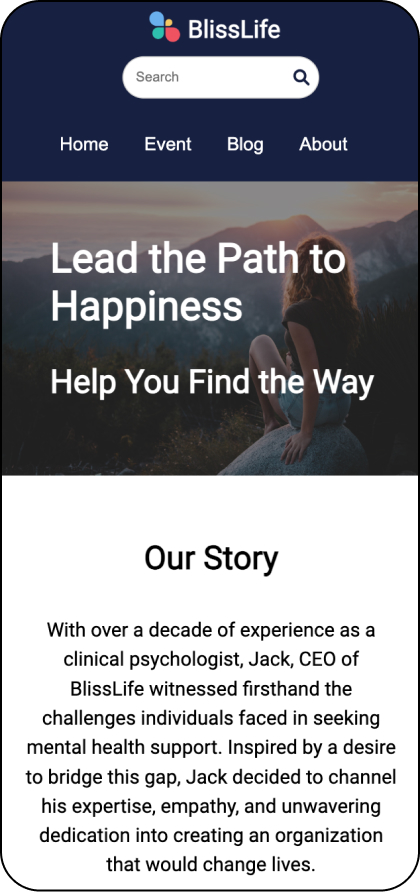 BlissLife
Search
Home Event Blog About
Lead the Path to
Happiness
Help You Find the Way
Our Story
With over a decade of experience as a
clinical psychologist, Jack, CEO of
BlissLife witnessed firsthand the
challenges individuals faced in seeking
mental health support. Inspired by a desire
to bridge this gap, Jack decided to channel
his expertise, empathy, and unwavering
dedication into creating an organization
that would change lives.